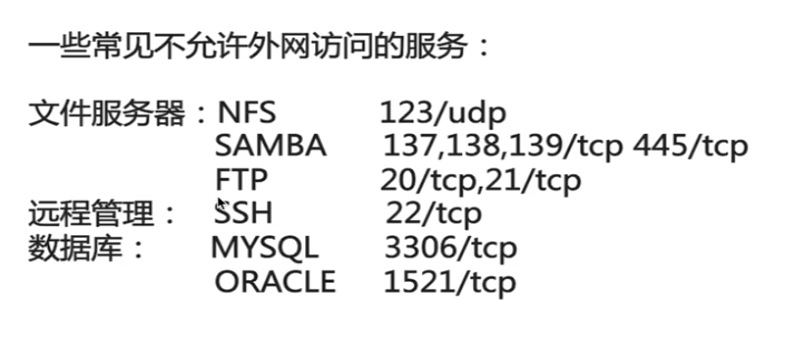 一些常见不允许外网访问的服务：
文件服务器：NFS 123/udp
SAMBA 137,138,139/tcp 445/tcp
FTP 20/tcp,21/tcp
远程管理： SSH 22/tcp
数据库： MYSQL 3306/tcp
ORACLE 1521/tcp